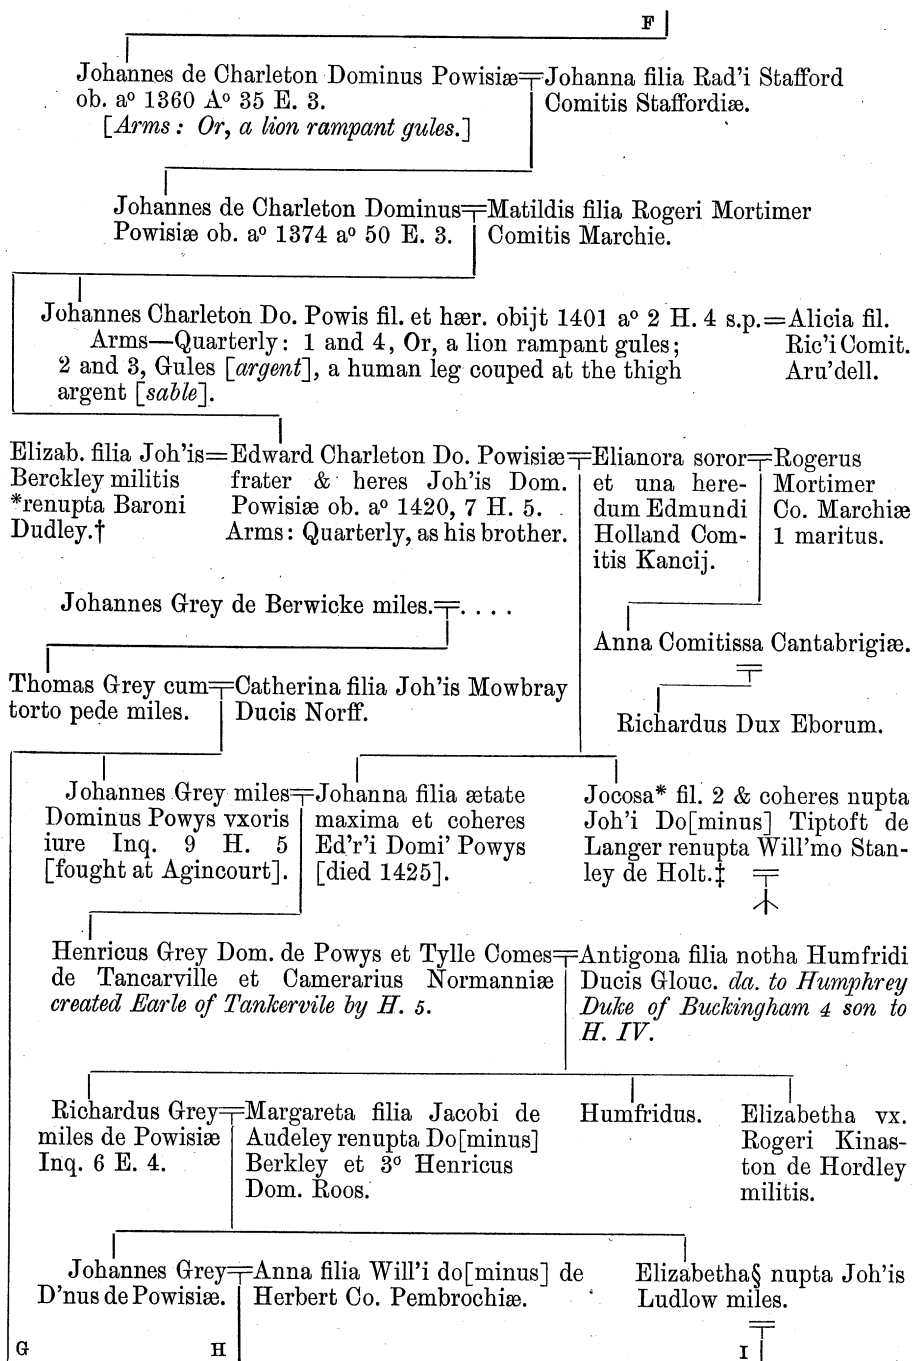 F
Johannes de Charleton Dominus Powisiæ=Johanna filia Rad'i Stafford
ob. aº 1360 Aº 35 E. 3.
Comitis Staffordiæ.
[Arms: Or, a lion rampant gules.]
Johannes de Charleton Dominus=Matildis filia Rogeri Mortimer
Powisiæ ob. aº 1374 aº 50 E. 3.
Comitis Marchie.
Johannes Charleton Do. Powis fil. et hær. obijt 1401 aº 2 H. 4 s.p.=Alicia fil.
Arms—Quarterly: 1 and 4, Or, a lion rampant gules;
Ric'i Comit.
2 and 3, Gules [argent], a human leg couped at the thigh
Aru'dell.
argent [sable].
Elizab. filia Joh'is=Edward Charleton Do. Powisiæ=Elianora soror=Rogerus
Berckley militis
*renupta Baroni
Dudley.†
frater & heres Joh'is Dom.
Powisiæ ob. aº 1420, 7 H. 5.
Arms: Quarterly, as his brother.
et una here-
dum Edmundi
Holland Com-
itis Kancij.
Mortimer
Co. Marchiæ
1 maritus.
Johannes Grey de Berwicke miles.=. . . .
Anna Comitissa Cantabrigiæ.
Thomas Grey cum=Catherina filia Joh'is Mowbray
torto pede miles.
Ducis Norff.
Richardus Dux Eborum.
Johannes Grey miles=Johanna filia ætate
Dominus Powys vxoris
iure Inq. 9 H. 5
[fought at Agincourt].
maxima et coheres
Ed'r'i Domi' Powys
[died 1425].
Jocosa* fil. 2 & coheres nupta
Joh'i Do[minus] Tiptoft de
Langer renupta Will'mo Stan-
ley de Holt.‡
Henricus Grey Dom. de Powys et Tylle Comes=Antigona filia notha Humfridi
de Tancarville et Camerarius Normanniæ
created Earle of Tankervile by H. 5.
Ducis Glouc. da. to Humphrey
Duke of Buckingham 4 son to
H. IV.
Richardus Grey=Margareta filia Jacobi de
miles de Powisiæ
Inq. 6 E. 4.
Audeley renupta Do[minus]
Berkley et 3º Henricus
Dom. Roos.
Humfridus.
Elizabetha vx.
Rogeri Kinas-
ton de Hordley
militis.
Johannes Grey=Anna filia Will'i do[minus] de
D'nus de Powisiæ.
Herbert Co. Pembrochiæ.
Elizabetha§ nupta Joh'is
Ludlow miles.
G
H
I